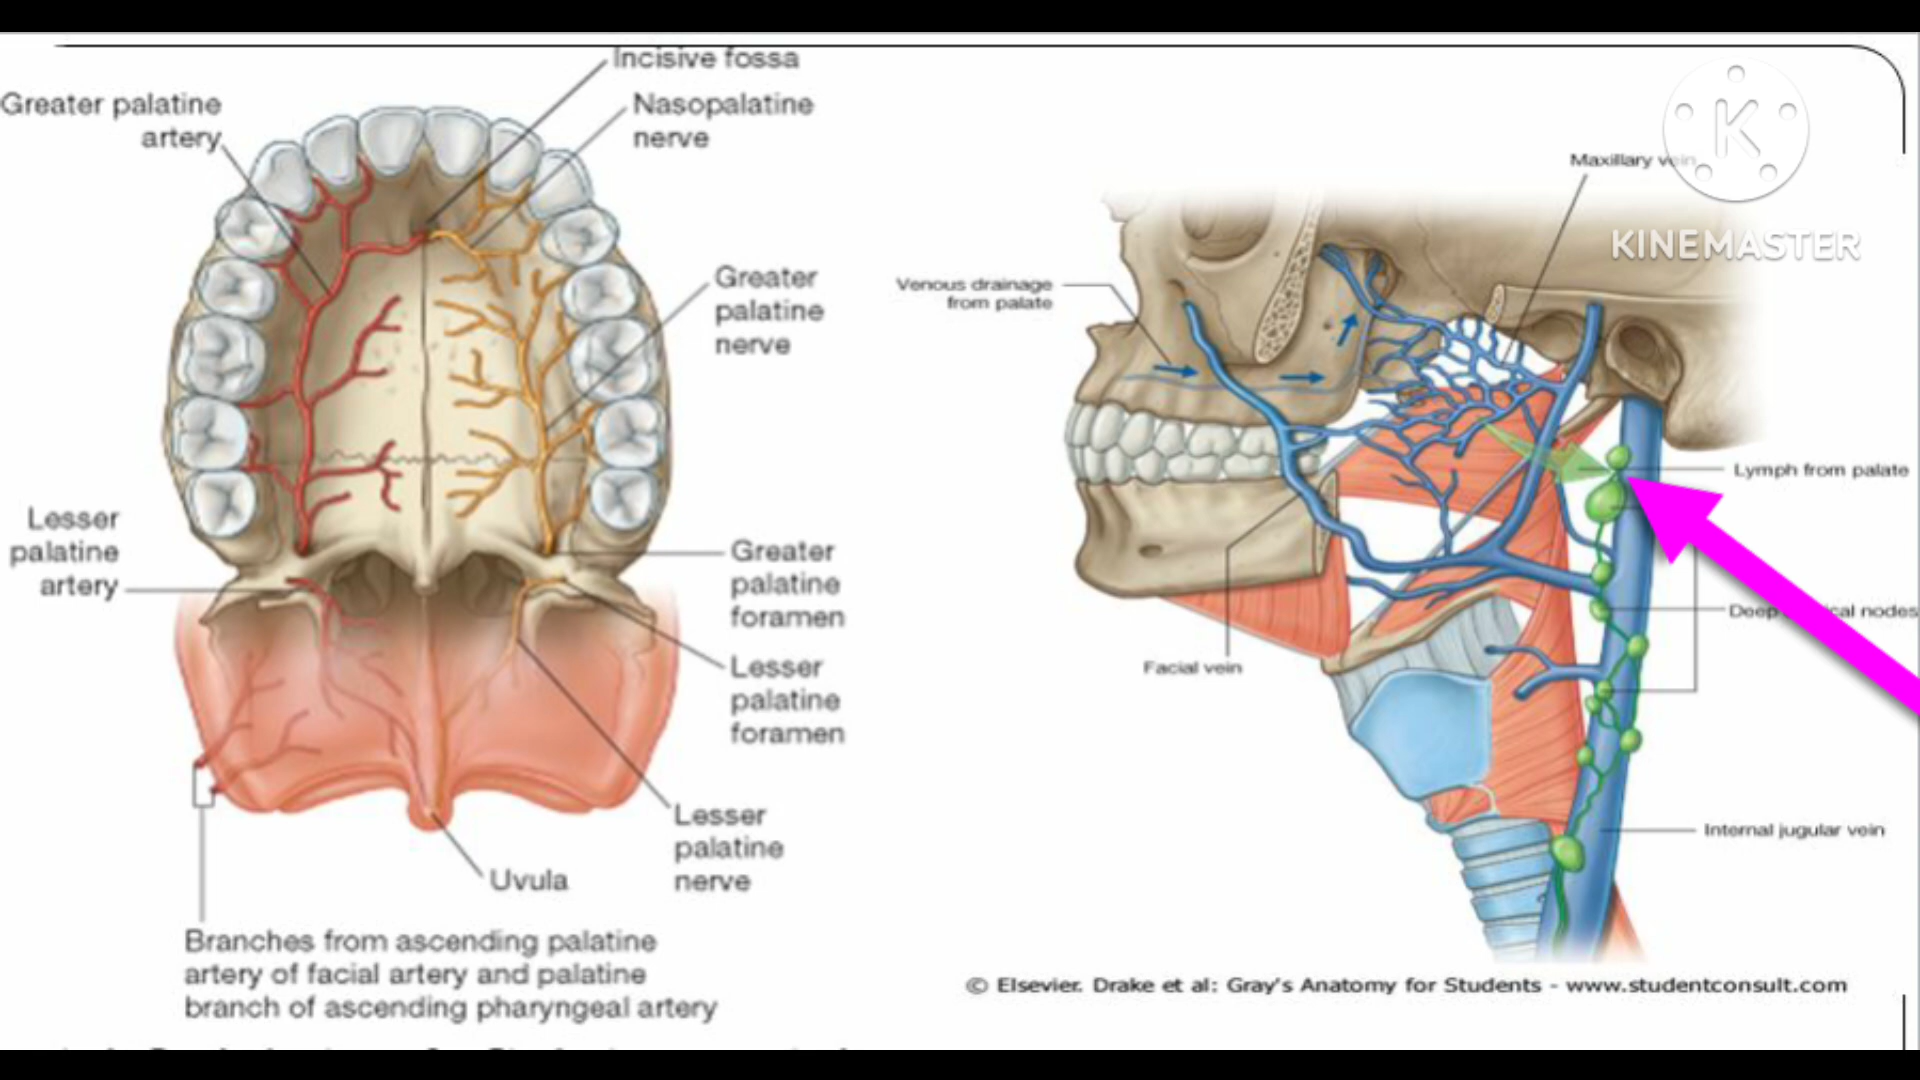 Incisive fossa
Greater palatine
artery
Nasopalatine
nerve
Greater
palatine
nerve
Lesser
palatine
artery
Greater
palatine
foramen
Lesser
palatine
foramen
Lesser
palatine
nerve
Uvula
Branches from ascending palatine
artery of facial artery and palatine
branch of ascending pharyngeal artery
Maxillary vein
K
KINEMASTER
Venous drainage
from palate
Lymph from palate
Deep nodes
Facial vein
Internal jugular vein
© Elsevier. Drake et al: Gray's Anatomy for Students - www.studentconsult.com